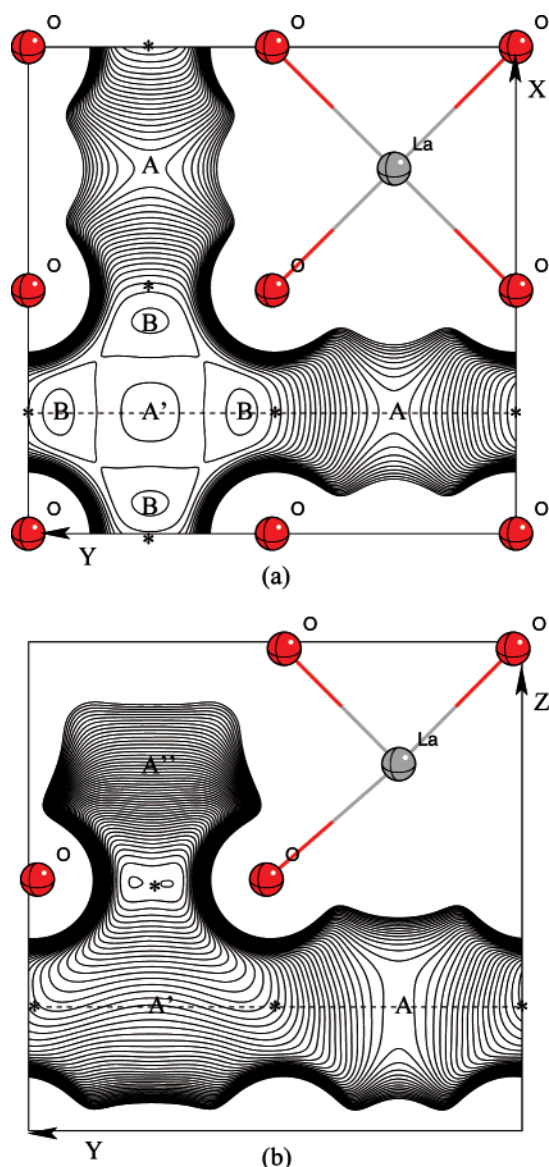 O * O O
X
A La
O * O O
B
* B A' B * A *
B
O * O O
Y
(a)
O O
Z
A'' La
O * O
* A' * A *
Y
(b)